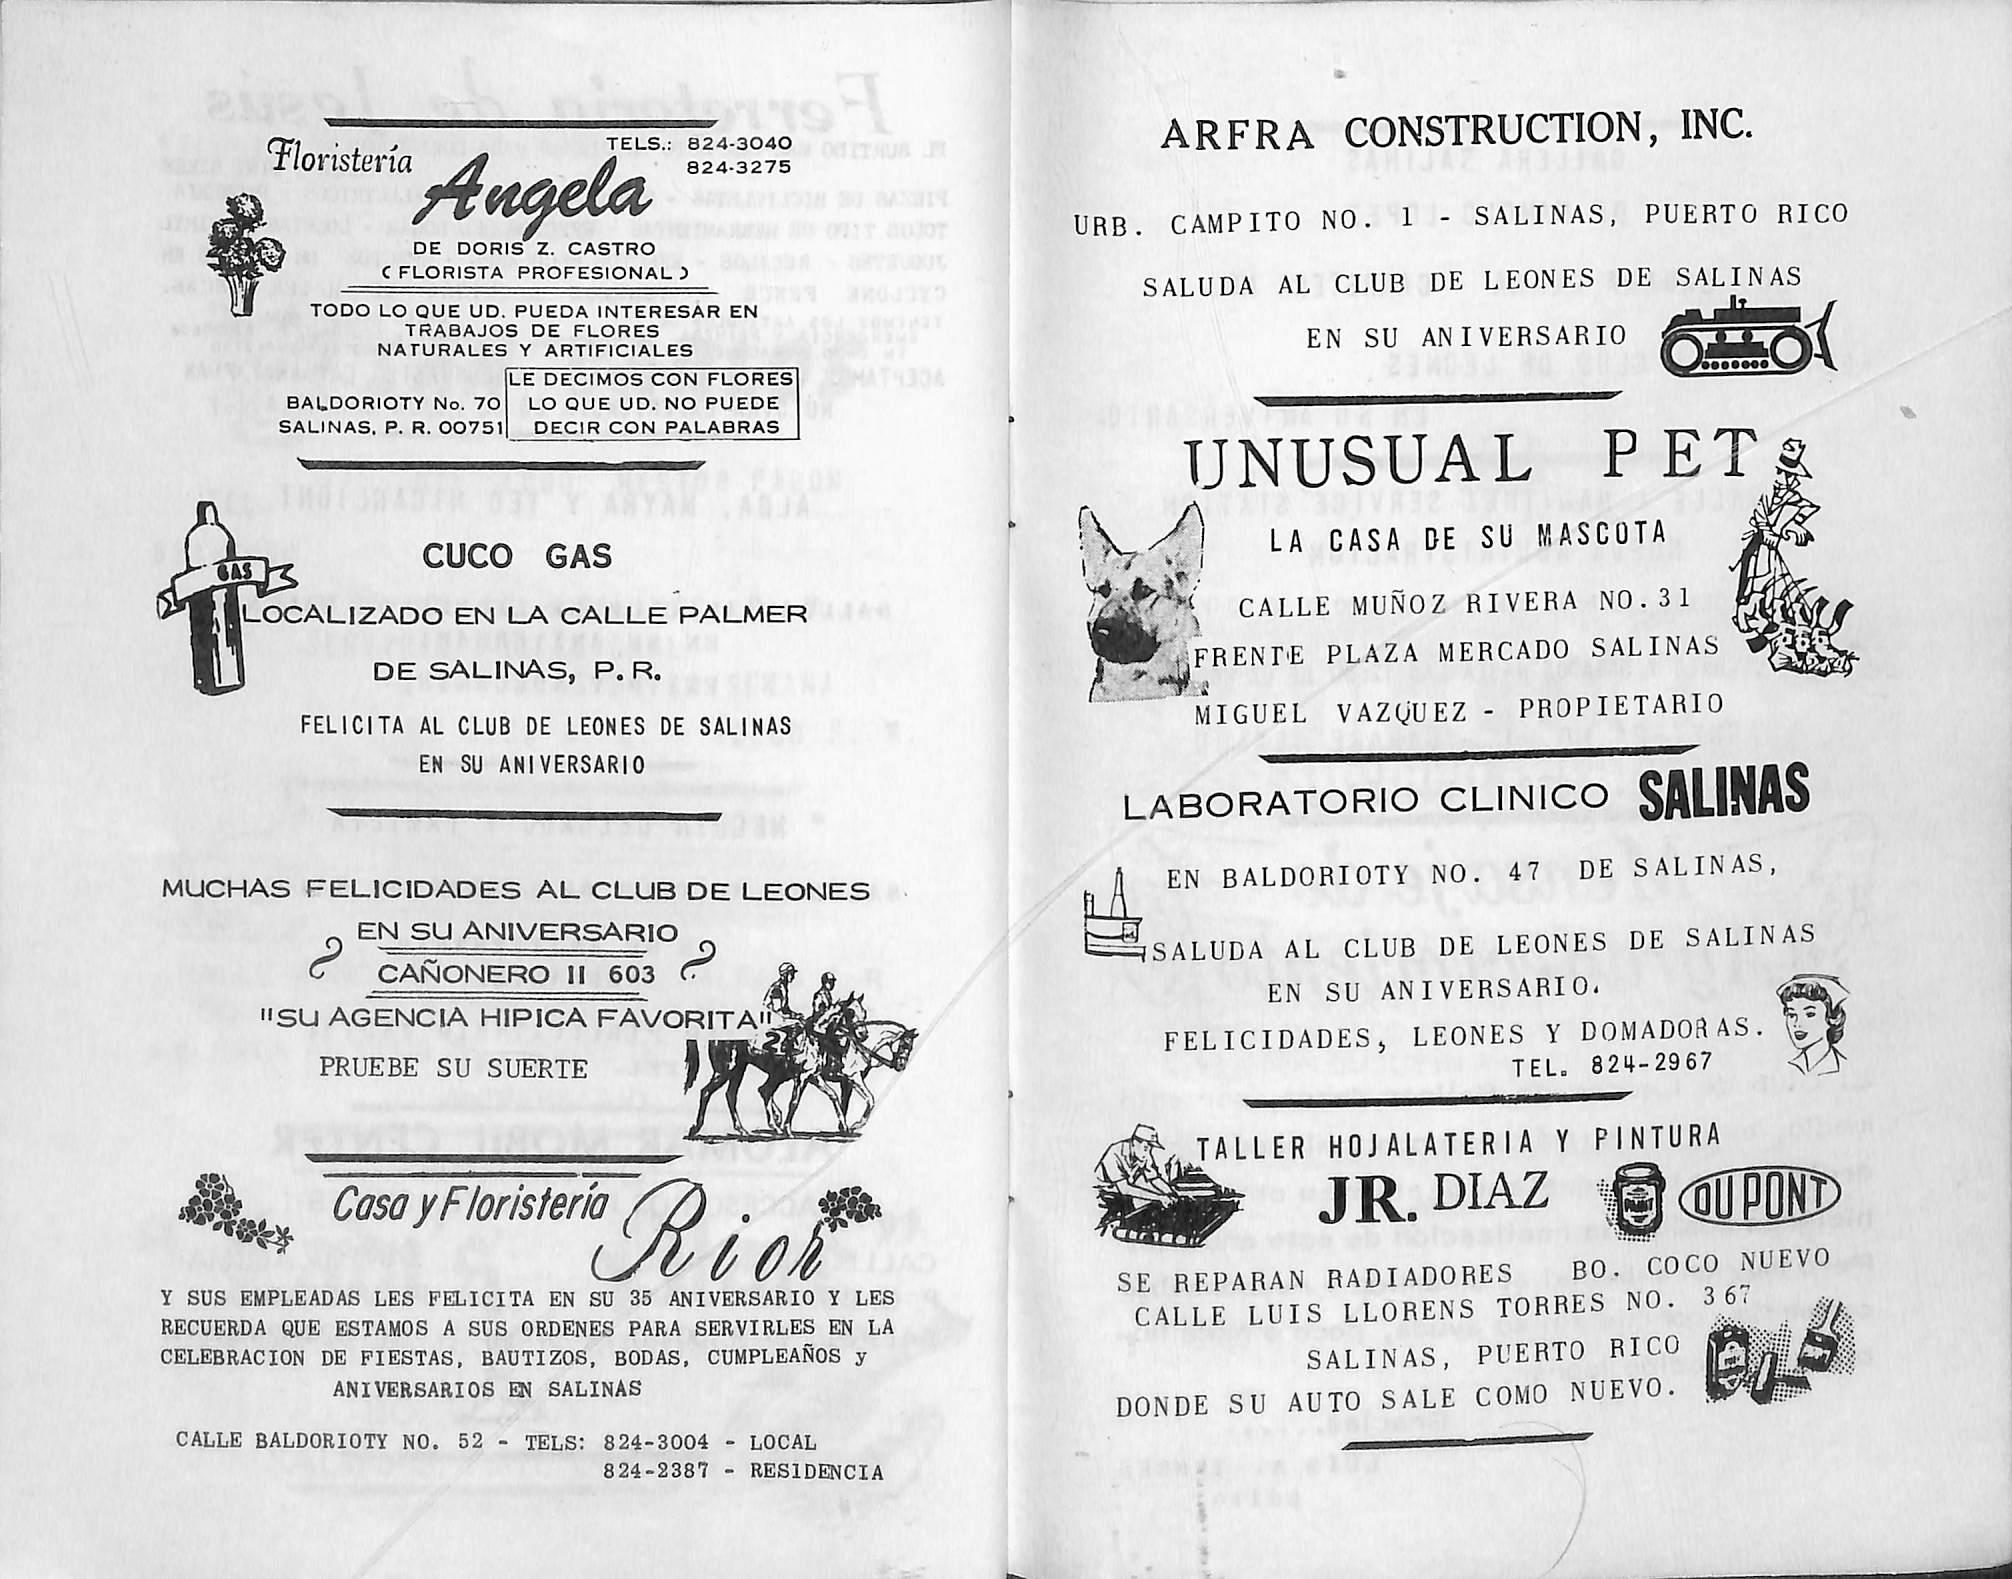 Floristería
TELS.: 824-3040
824-3275
Angela
DE DORIS Z. CASTRO
( FLORISTA PROFESIONAL )
TODO LO QUE UD. PUEDA INTERESAR EN
TRABAJOS DE FLORES
NATURALES Y ARTIFICIALES
BALDORIOTY No. 70
SALINAS, P. R. 00751
LE DECIMOS CON FLORES
LO QUE UD. NO PUEDE
DECIR CON PALABRAS
GAS
CUCO GAS
LOCALIZADO EN LA CALLE PALMER
DE SALINAS, P.R.
FELICITA AL CLUB DE LEONES DE SALINAS
EN SU ANIVERSARIO
MUCHAS FELICIDADES AL CLUB DE LEONES
EN SU ANIVERSARIO
CAÑONERO II 603
"SU AGENCIA HIPICA FAVORITA"
PRUEBE SU SUERTE
2
Casa y Floristería Rior
Y SUS EMPLEADAS LES FELICITA EN SU 35 ANIVERSARIO Y LES
RECUERDA QUE ESTAMOS A SUS ORDENES PARA SERVIRLES EN LA
CELEBRACION DE FIESTAS, BAUTIZOS, BODAS, CUMPLEAÑOS y
ANIVERSARIOS EN SALINAS
CALLE BALDORIOTY NO. 52 - TELS: 824-3004 - LOCAL
824-2387 - RESIDENCIA
ARFRA CONSTRUCTION, INC.
URB. CAMPITO NO. 1 - SALINAS, PUERTO RICO
SALUDA AL CLUB DE LEONES DE SALINAS
EN SU ANIVERSARIO
UNUSUAL PET
LA CASA DE SU MASCOTA
CALLE MUÑOZ RIVERA NO. 31
FRENTE PLAZA MERCADO SALINAS
MIGUEL VAZQUEZ - PROPIETARIO
LABORATORIO CLINICO SALINAS
EN BALDORIOTY NO. 47 DE SALINAS,
SALUDA AL CLUB DE LEONES DE SALINAS
EN SU ANIVERSARIO.
FELICIDADES, LEONES Y DOMADORAS.
TEL. 824-2967
TALLER HOJALATERIA Y PINTURA
JR. DIAZ
PAINT
DU PONT
SE REPARAN RADIADORES BO. COCO NUEVO
CALLE LUIS LLORENS TORRES NO. 367
SALINAS, PUERTO RICO
DONDE SU AUTO SALE COMO NUEVO.